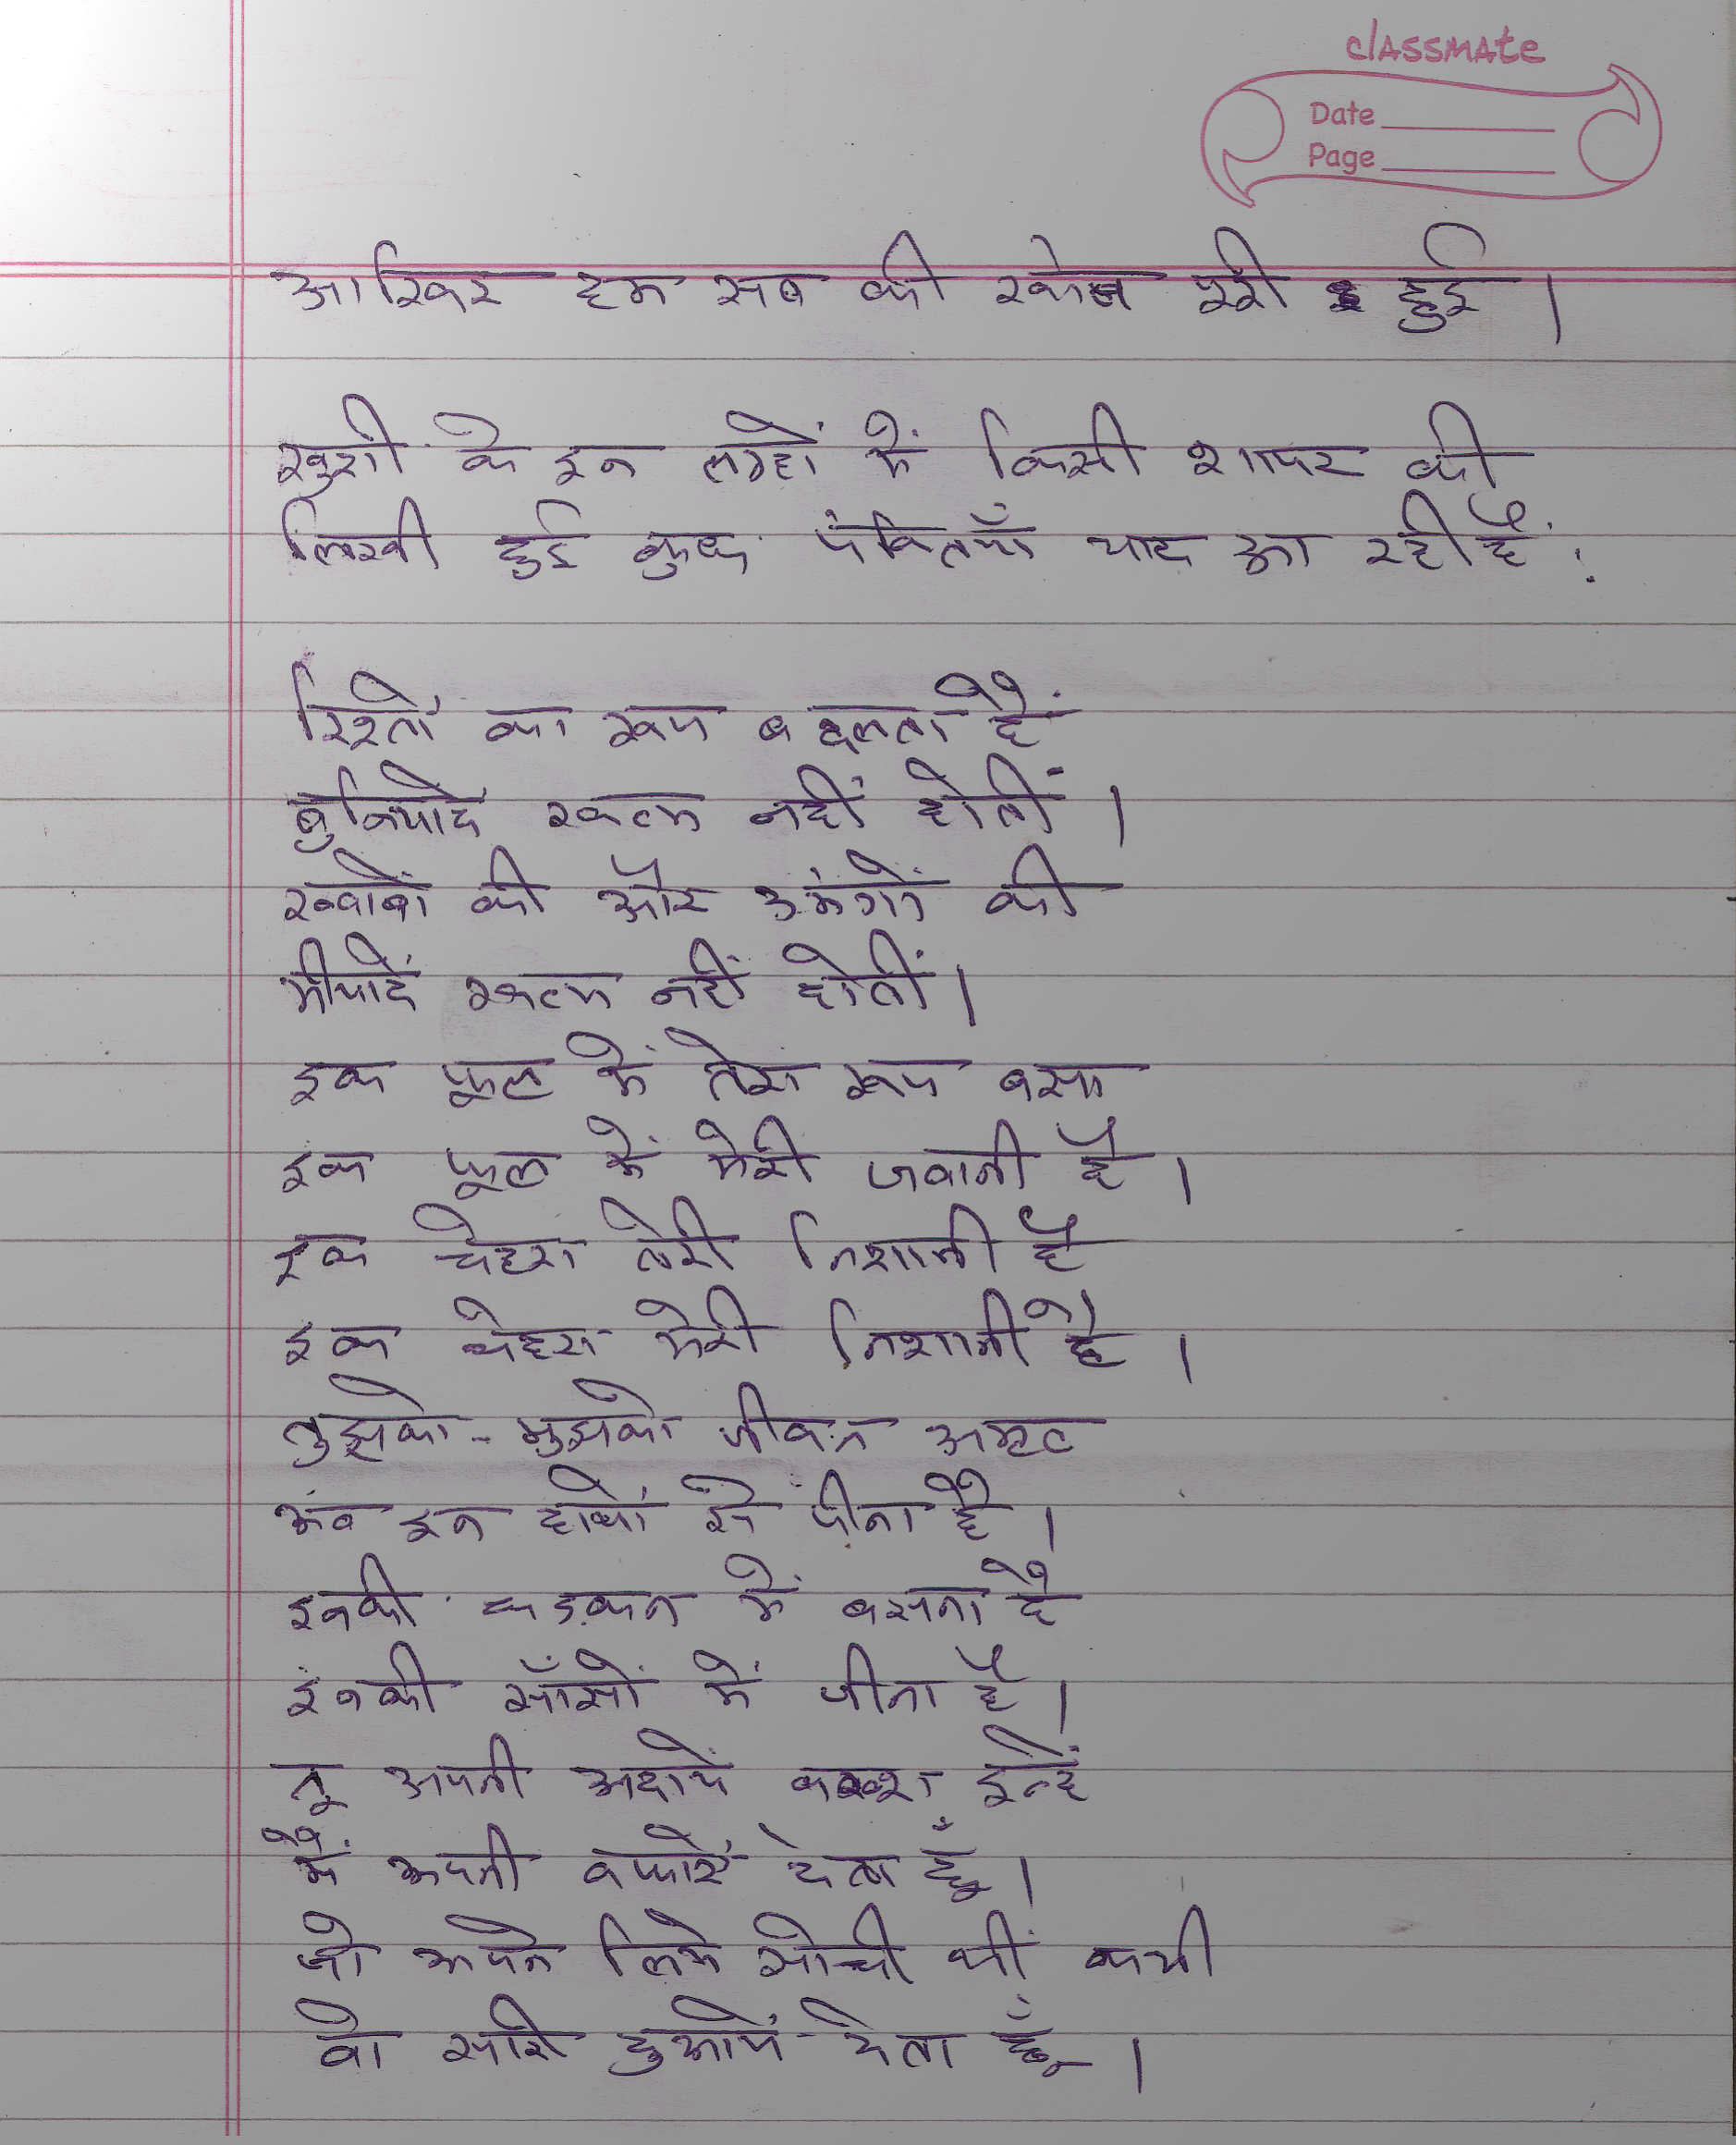 classmate
Date
Page
आखिर हम सब की खोज पूरी हुई।
खुशी के इन लम्हों में किसी शायर की
लिखी हुई कुछ पंक्तियाँ याद आ रही हैं:
रिश्तों का रूप बदलता है
बुनियादें खत्म नहीं होतीं।
ख्वाबों की और उमंगों की
मीयादें खत्म नहीं होतीं।
इक फूल में तेरा रूप बसा
इक फूल में मेरी जवानी है।
इक चेहरा तेरी निशानी है
इक चेहरा मेरी निशानी है।
तुझको-मुझको जीवन अमृत
अब इन हाथों से पीना है।
इनकी धड़कन में बसना है
इनकी साँसों में जीना है।
तू अपनी अदायें बख्श इन्हें
मैं अपनी वफाएँ देता हूँ।
जो अपने लिये सोची थीं कभी
वो सारी दुआयें देता हूँ।